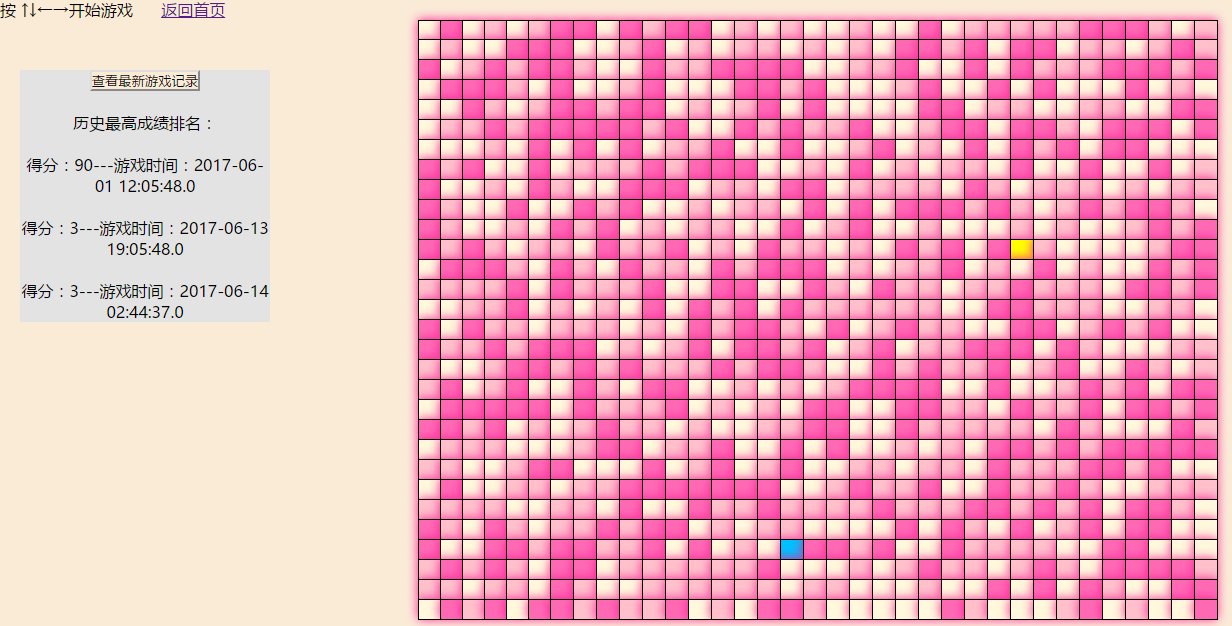 按 ↑↓←→开始游戏 返回首页
查看最新游戏记录
历史最高成绩排名：
得分：90---游戏时间：2017-06-
01 12:05:48.0
得分：3---游戏时间：2017-06-13
19:05:48.0
得分：3---游戏时间：2017-06-14
02:44:37.0